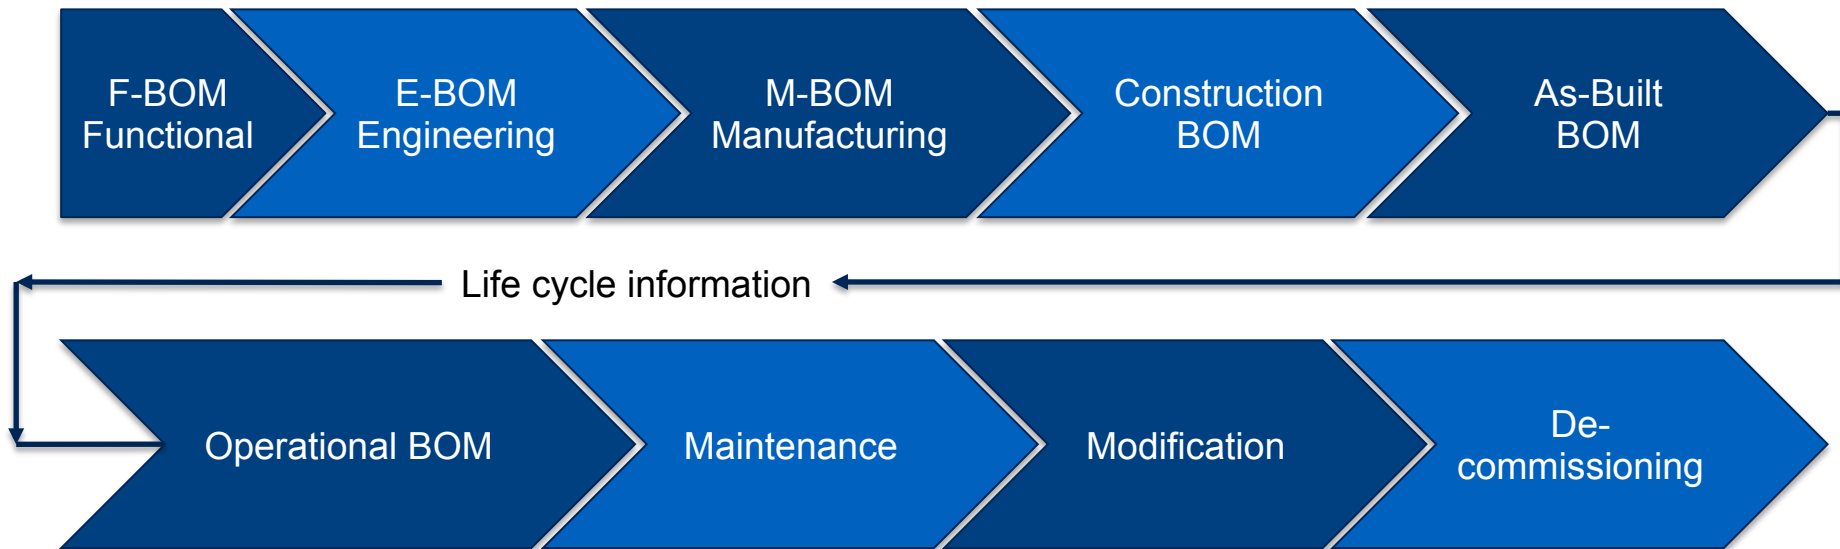 F-BOM
Functional
E-BOM
Engineering
M-BOM
Manufacturing
Construction
BOM
As-Built
BOM
Life cycle information
Operational BOM
Maintenance
Modification
De-
commissioning